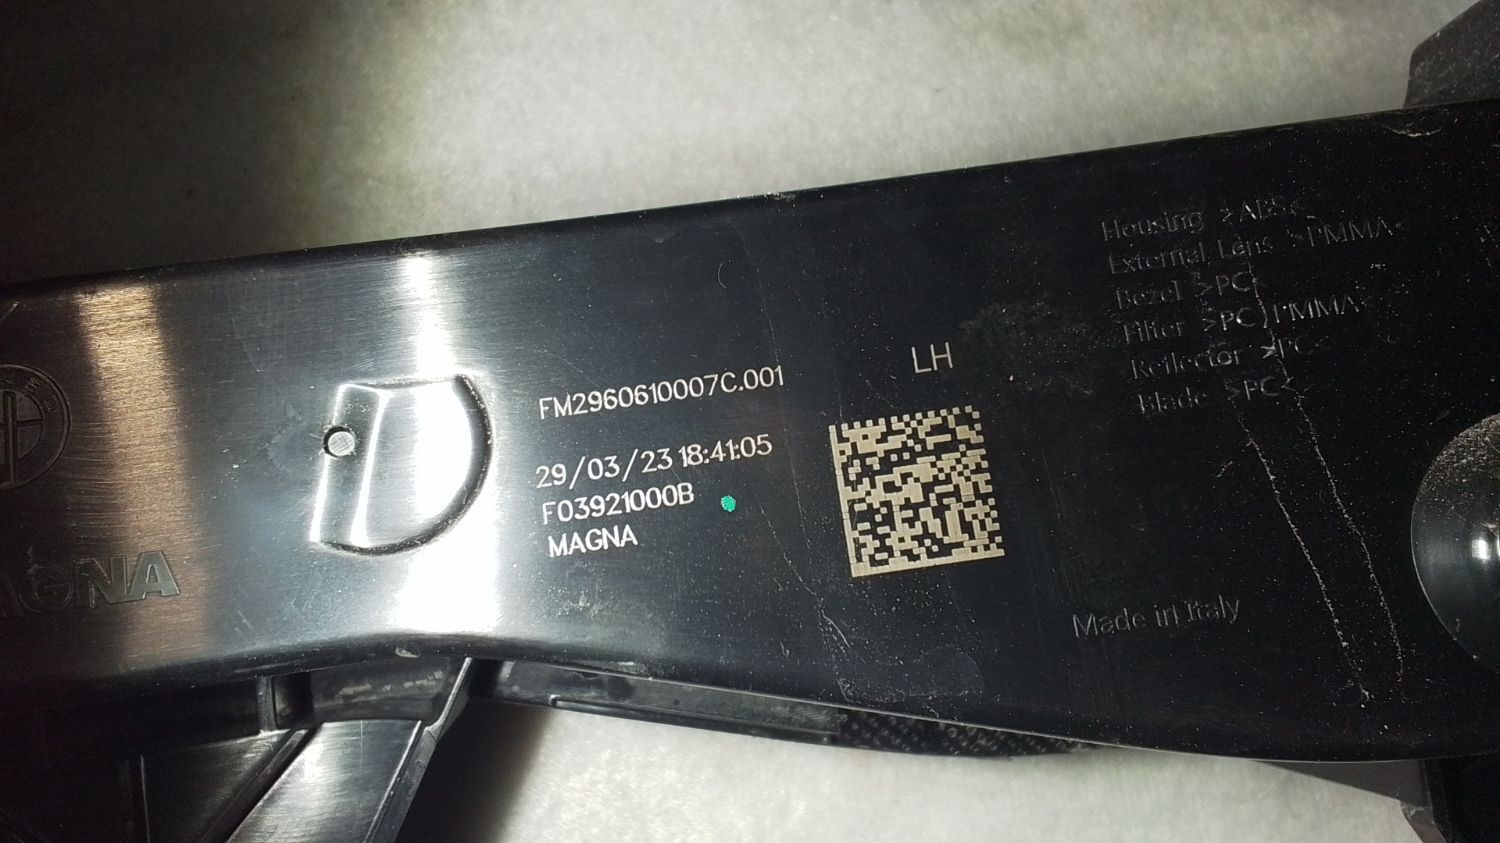 MAGNA
FM2960610007C.001
29/03/23 18:41:05
F03921000B
MAGNA
LH
Housing >ABS<
External Lens >PMMA<
Bezel >PC<
Filter >PC)PMMA<
Reflector >PC<
Blade >PC<
Made in Italy